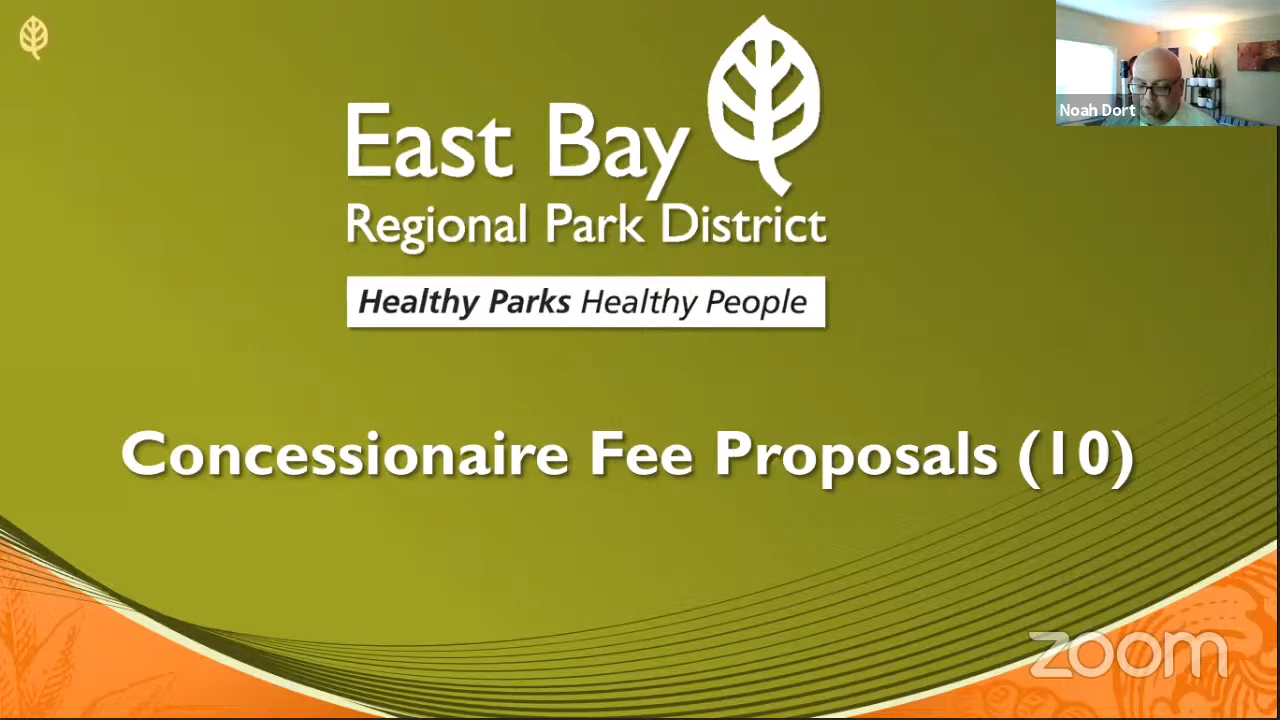 East Bay
Regional Park District
Healthy Parks Healthy People
Noah Dort
Concessionaire Fee Proposals (10)
zoom